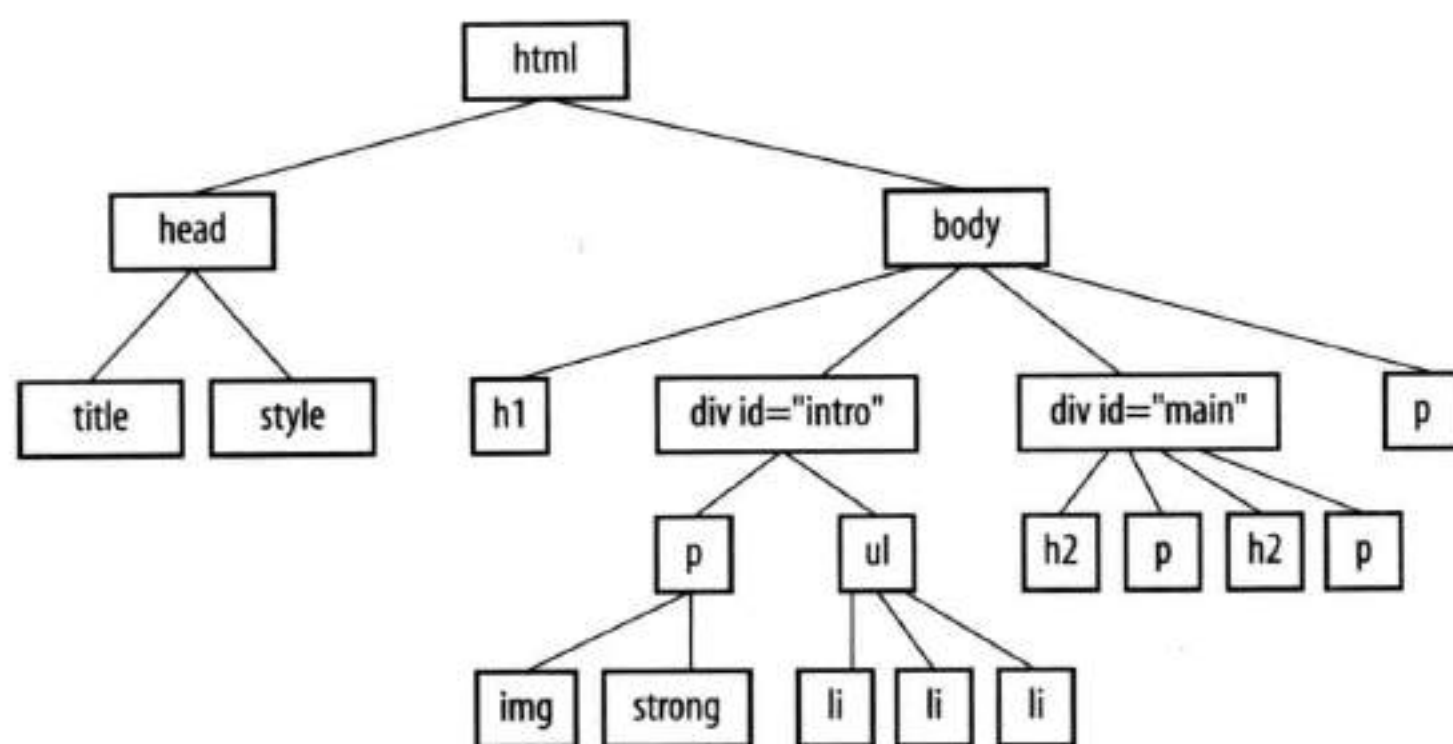 html
head body
title style h1 div id="intro" div id="main" p
p ul h2 p h2 p
img strong li li li